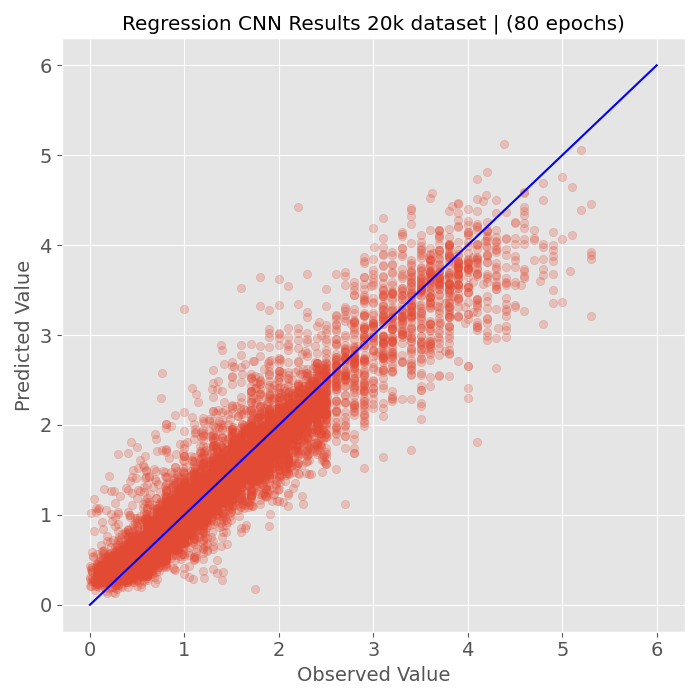 Regression CNN Results 20k dataset | (80 epochs)
6
5
4
3
2
1
0
Predicted Value
0 1 2 3 4 5 6
Observed Value